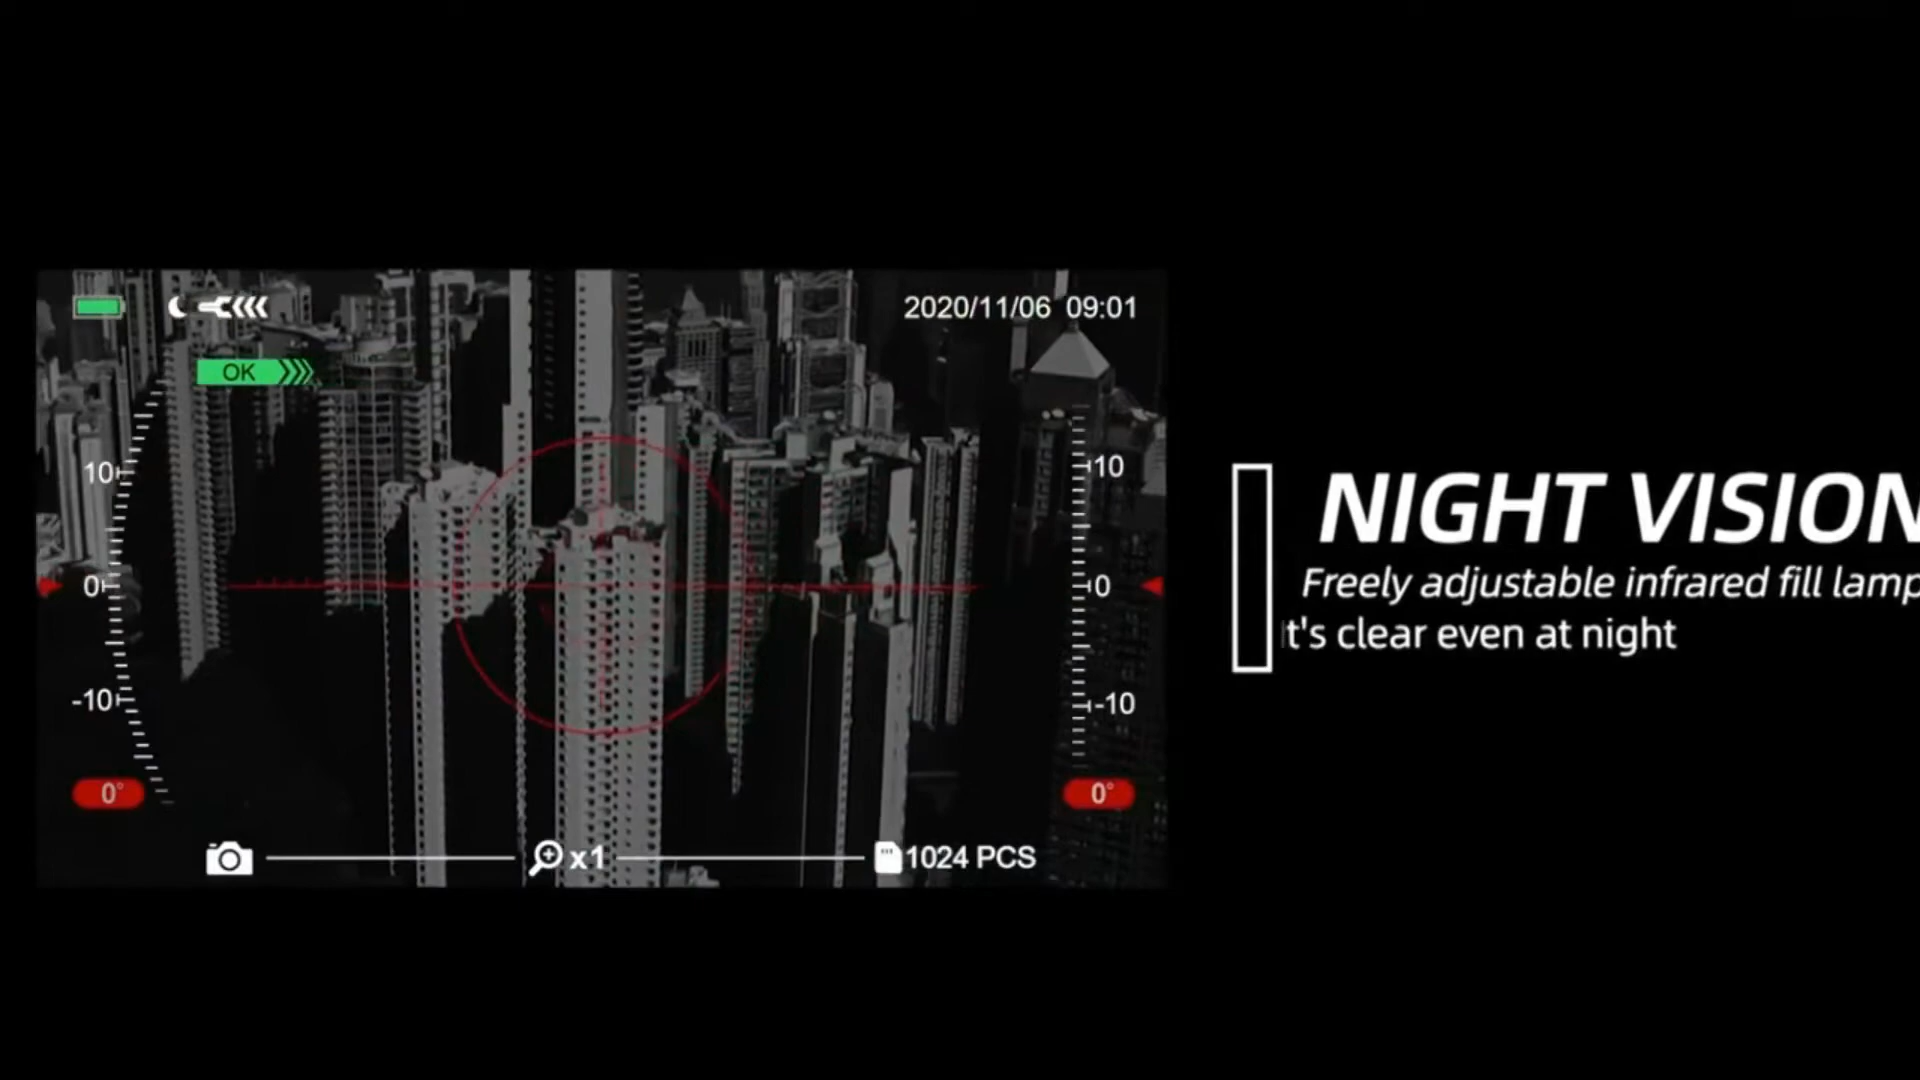 2020/11/06 09:01
OK
10
10
0
0
-10
-10
0°
0°
x1
1024 PCS
NIGHT VISION
Freely adjustable infrared fill lamp
t's clear even at night